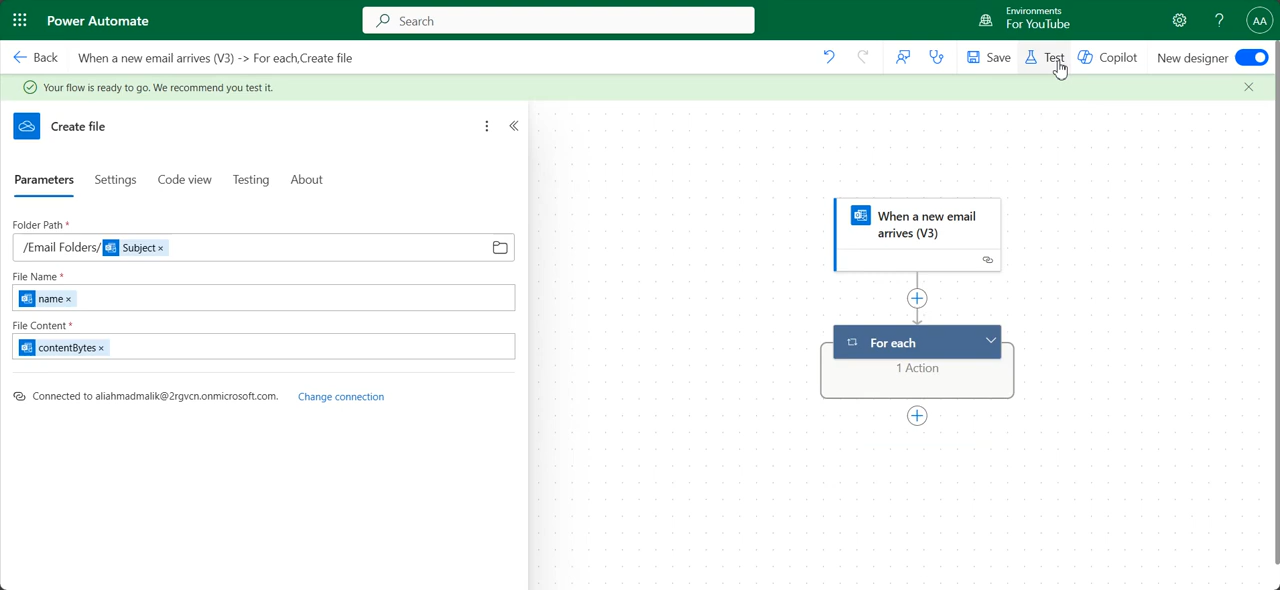 Power Automate
Search
Environments
For YouTube
?
AA
Back
When a new email arrives (V3) -> For each,Create file
Save
Test
Copilot
New designer
Your flow is ready to go. We recommend you test it.
Create file
Parameters
Settings
Code view
Testing
About
Folder Path *
/Email Folders/ Subject ×
File Name *
name ×
File Content *
contentBytes ×
Connected to aliahmadmalik@2rgvcn.onmicrosoft.com.
Change connection
When a new email
arrives (V3)
For each
1 Action